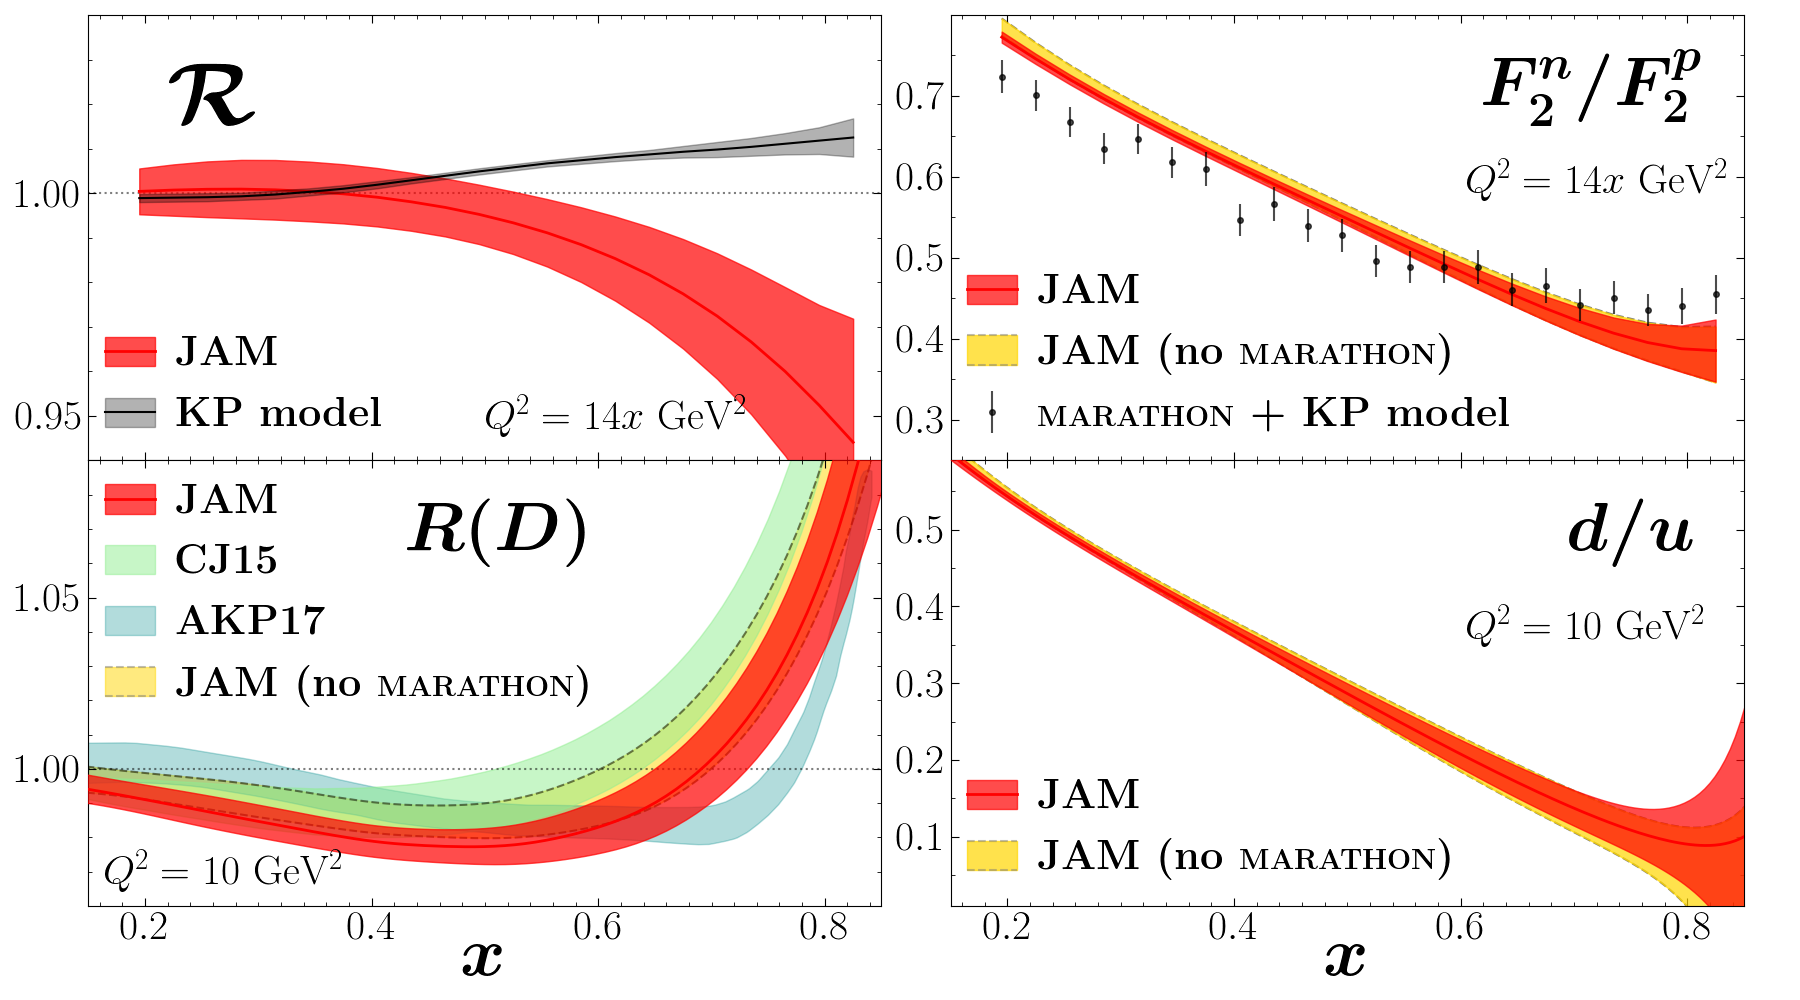 ℛ
1.00
0.95
JAM
KP model
Q² = 14x GeV²
F₂ⁿ/F₂ᵖ
Q² = 14x GeV²
0.7
0.6
0.5
0.4
0.3
JAM
JAM (no MARATHON)
MARATHON + KP model
JAM
CJ15
AKP17
JAM (no MARATHON)
R(D)
1.05
1.00
Q² = 10 GeV²
0.2 0.4 0.6 0.8
x
d/u
Q² = 10 GeV²
0.5
0.4
0.3
0.2
0.1
JAM
JAM (no MARATHON)
0.2 0.4 0.6 0.8
x